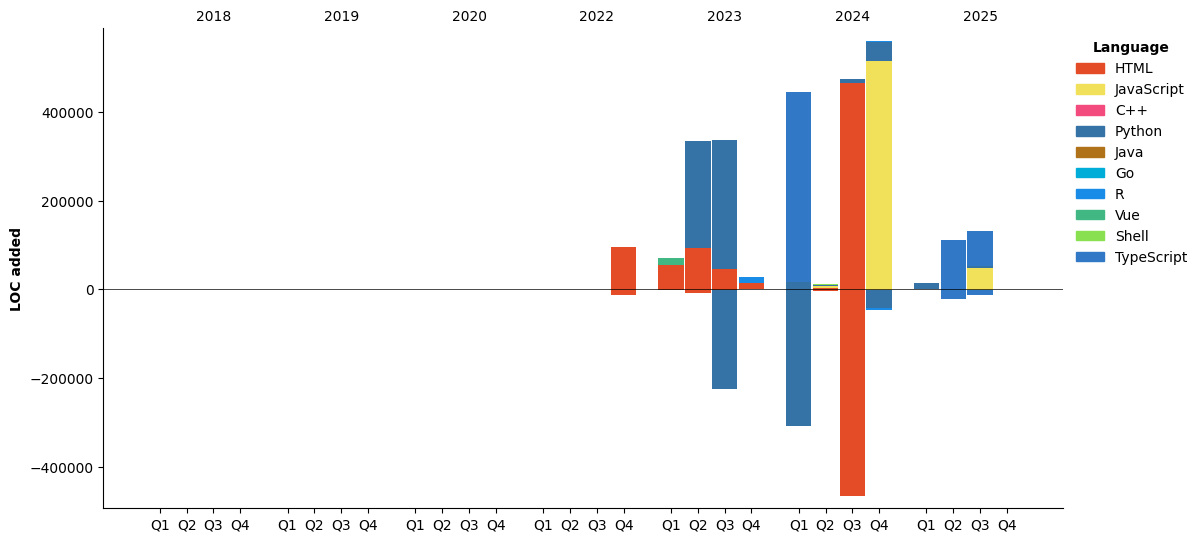 2018 2019 2020 2022 2023 2024 2025
Language
HTML
JavaScript
C++
Python
Java
Go
R
Vue
Shell
TypeScript
LOC added
400000
200000
0
−200000
−400000
Q1 Q2 Q3 Q4 Q1 Q2 Q3 Q4 Q1 Q2 Q3 Q4 Q1 Q2 Q3 Q4 Q1 Q2 Q3 Q4 Q1 Q2 Q3 Q4 Q1 Q2 Q3 Q4